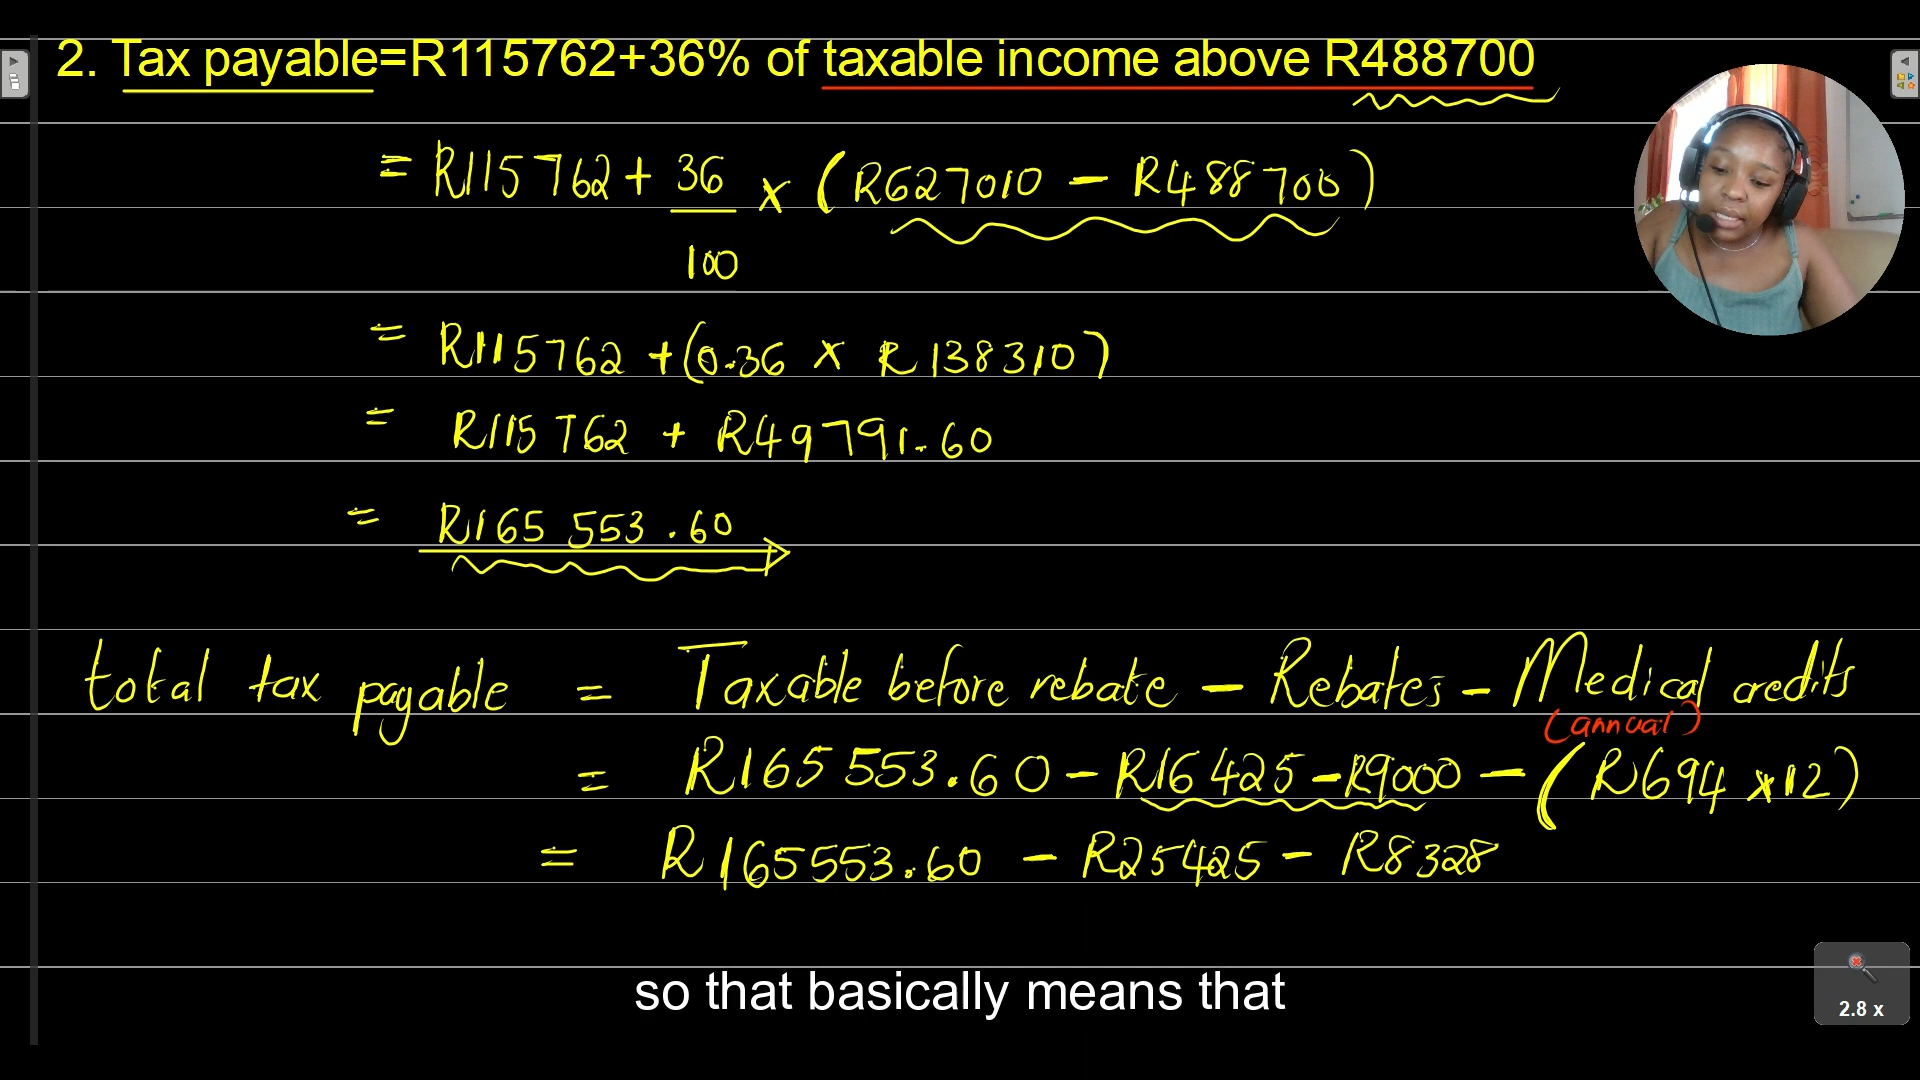 2. Tax payable=R115762+36% of taxable income above R488700
= R115762 + 36/100 × (R627010 - R488700)
= R115762 + (0.36 × R138310)
= R115762 + R49791.60
= R165 553.60
total tax payable = Taxable before rebate - Rebates - Medical credits
(annual)
= R165 553.60 - R16425 - R9000 - (R694 × 12)
= R165553.60 - R25425 - R8328
so that basically means that
2.8 x